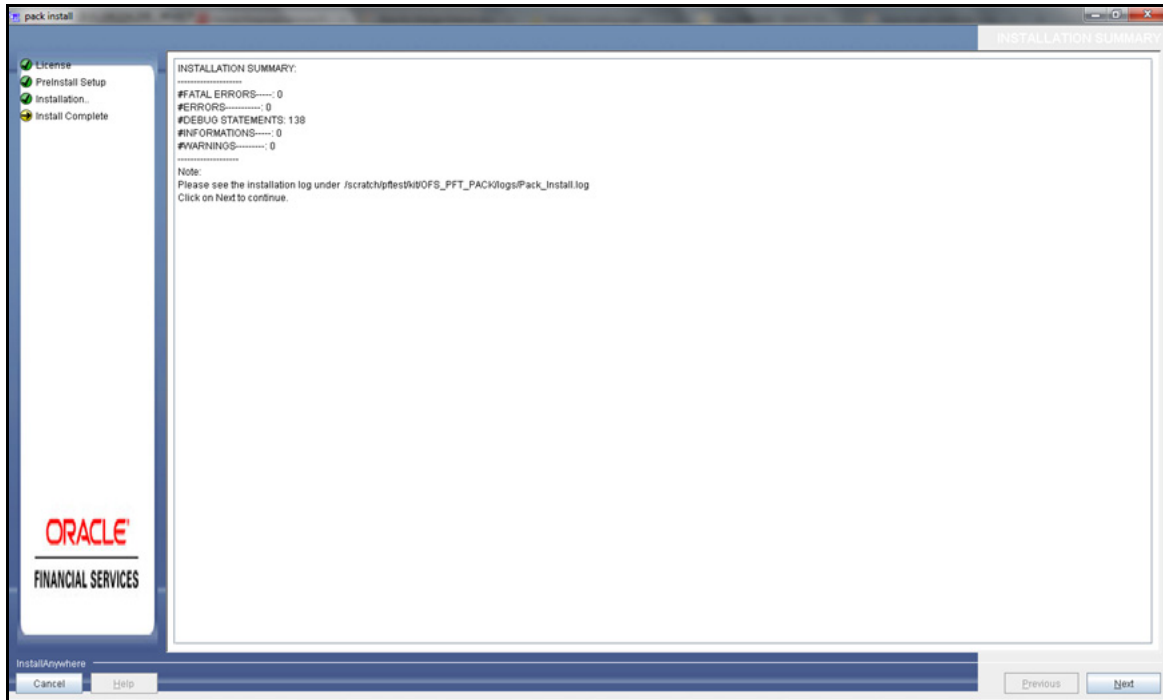 pack install
INSTALLATION SUMMARY
License
PreInstall Setup
Installation..
Install Complete
INSTALLATION SUMMARY:
--------------------
#FATAL ERRORS-----: 0
#ERRORS-----------: 0
#DEBUG STATEMENTS: 138
#INFORMATIONS-----: 0
#WARNINGS---------: 0
-------------------
Note:
Please see the installation log under /scratch/pftest/kit/OFS_PFT_PACK/logs/Pack_Install.log
Click on Next to continue.
ORACLE
FINANCIAL SERVICES
InstallAnywhere
Cancel
Help
Previous
Next